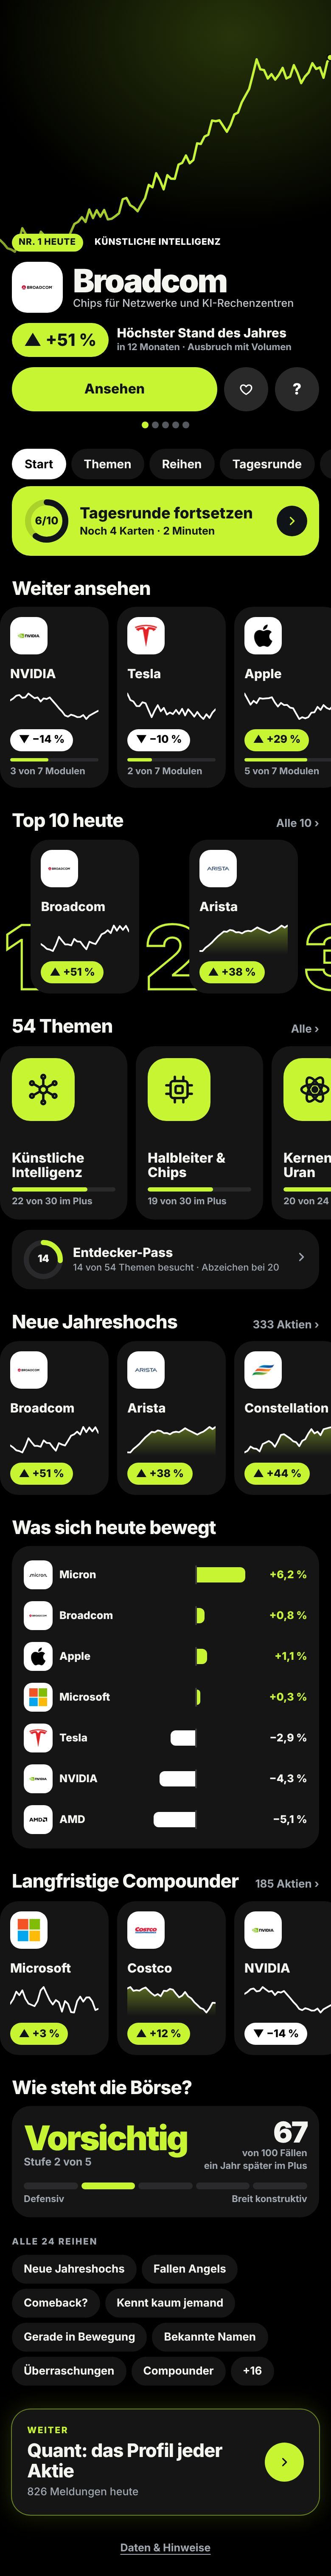 NR. 1 HEUTE KÜNSTLICHE INTELLIGENZ
BROADCOM
Broadcom
Chips für Netzwerke und KI-Rechenzentren
▲ +51 %
Höchster Stand des Jahres
in 12 Monaten · Ausbruch mit Volumen
Ansehen
?
Start Themen Reihen Tagesrunde
6/10
Tagesrunde fortsetzen
Noch 4 Karten · 2 Minuten
Weiter ansehen
NVIDIA
NVIDIA Tesla Apple
▼ −14 % ▼ −10 % ▲ +29 %
3 von 7 Modulen 2 von 7 Modulen 5 von 7 Modulen
Top 10 heute Alle 10 ›
BROADCOM ARISTA
Broadcom Arista
1 2 3
▲ +51 % ▲ +38 %
54 Themen Alle ›
Künstliche Intelligenz
Halbleiter & Chips
Kernen
Uran
22 von 30 im Plus 19 von 30 im Plus 20 von 24
14
Entdecker-Pass
14 von 54 Themen besucht · Abzeichen bei 20
Neue Jahreshochs 333 Aktien ›
BROADCOM ARISTA
Broadcom Arista Constellation
▲ +51 % ▲ +38 % ▲ +44 %
Was sich heute bewegt
Micron Micron +6,2 %
BROADCOM Broadcom +0,8 %
Apple +1,1 %
Microsoft +0,3 %
Tesla −2,9 %
NVIDIA NVIDIA −4,3 %
AMD AMD −5,1 %
Langfristige Compounder 185 Aktien ›
Costco NVIDIA
Microsoft Costco NVIDIA
▲ +3 % ▲ +12 % ▼ −14 %
Wie steht die Börse?
Vorsichtig
Stufe 2 von 5
67
von 100 Fällen
ein Jahr später im Plus
Defensiv Breit konstruktiv
ALLE 24 REIHEN
Neue Jahreshochs Fallen Angels
Comeback? Kennt kaum jemand
Gerade in Bewegung Bekannte Namen
Überraschungen Compounder +16
WEITER
Quant: das Profil jeder
Aktie
826 Meldungen heute
Daten & Hinweise